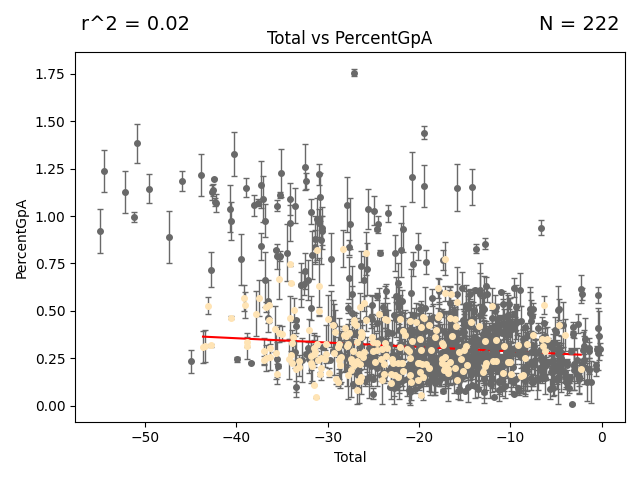 r^2 = 0.02
N = 222
Total vs PercentGpA
PercentGpA
1.75
1.50
1.25
1.00
0.75
0.50
0.25
0.00
−50
−40
−30
−20
−10
0
Total